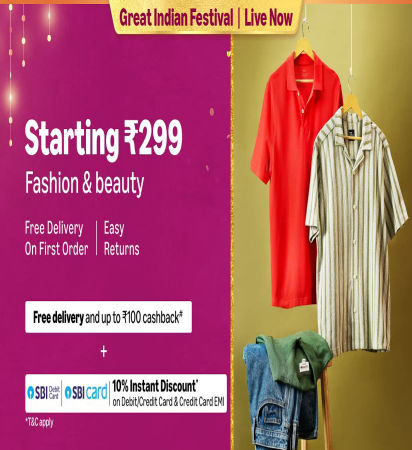 Great Indian Festival | Live Now
Starting ₹299
Fashion & beauty
Free Delivery
On First Order
Easy
Returns
Free delivery and up to ₹100 cashback#
+
SBI Debit Card
SBI card
10% Instant Discount*
on Debit/Credit Card & Credit Card EMI
*T&C apply